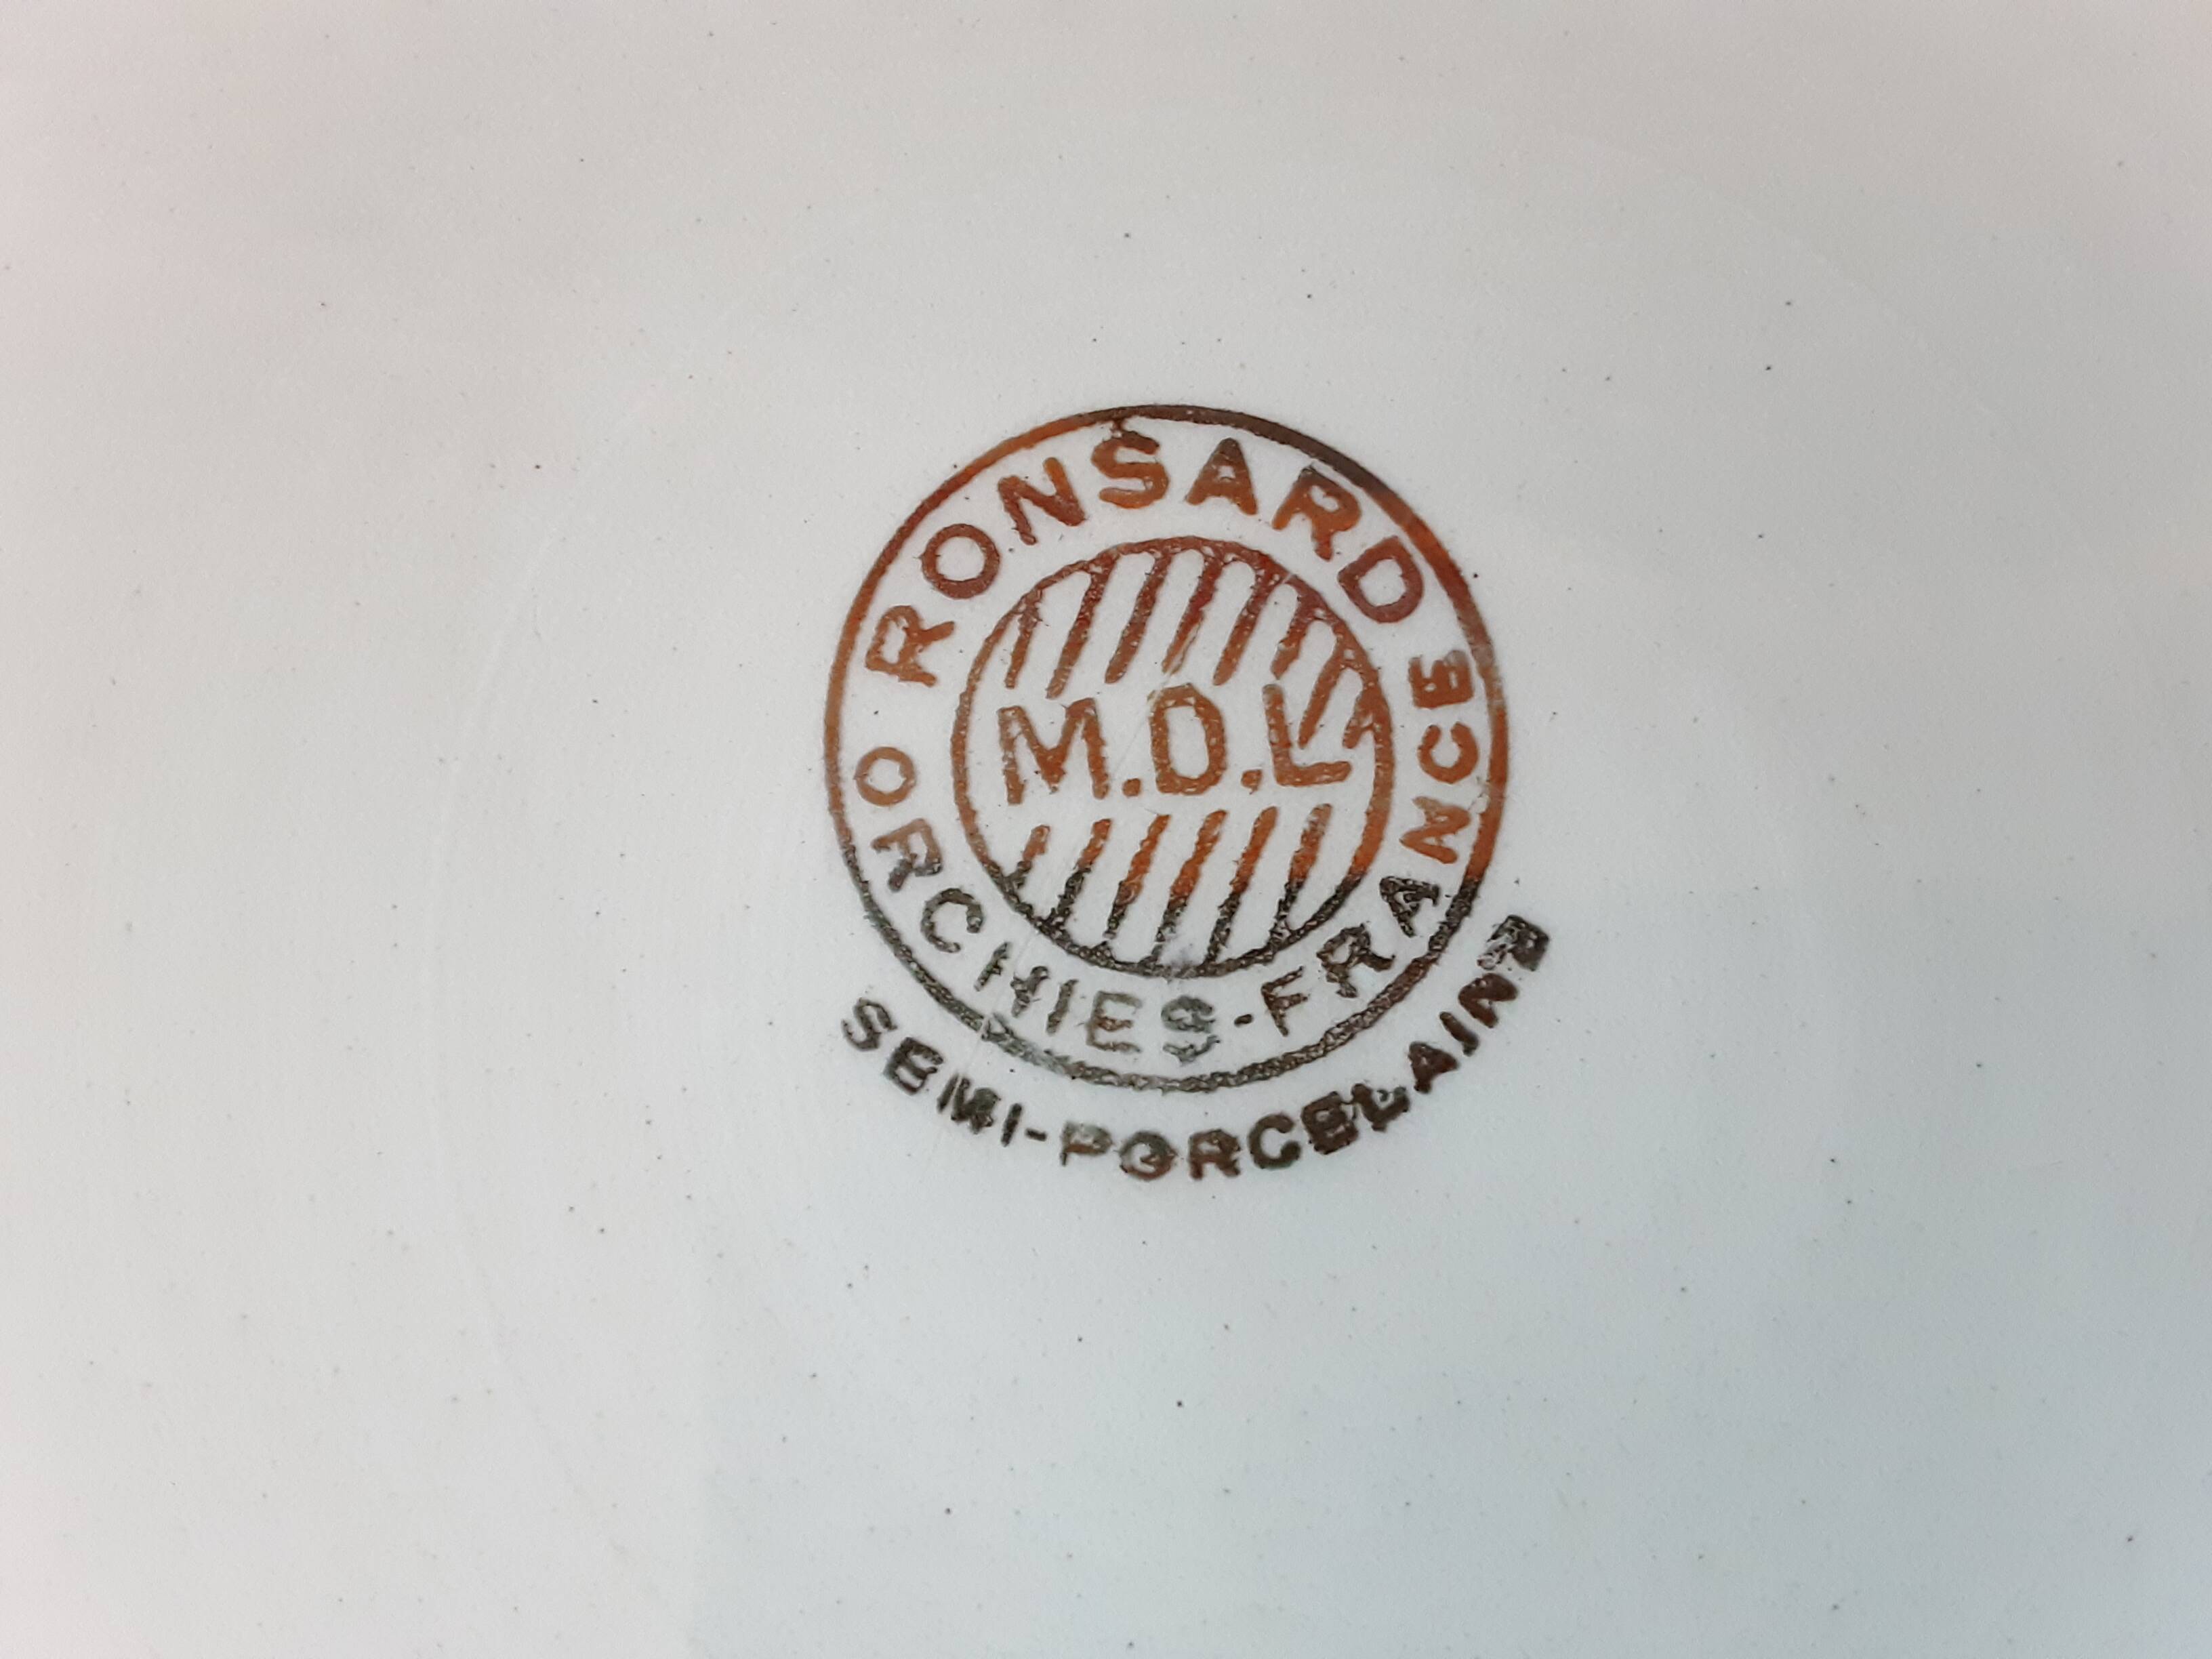 RONSARD
M.D.L
ORCHIES-FRANCE
SEMI-PORCELAINE